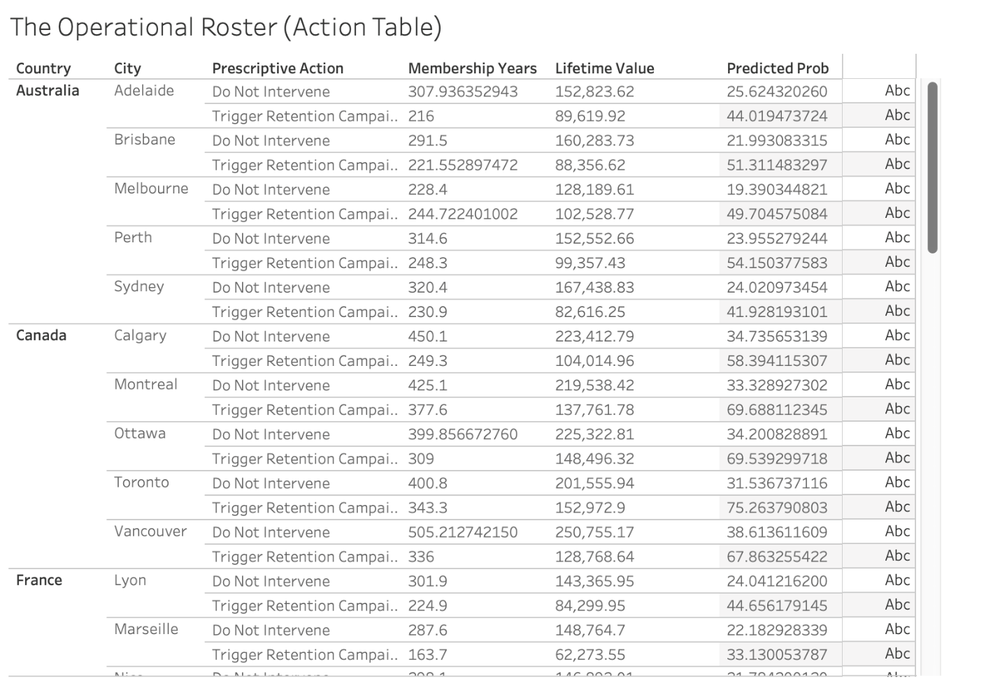 The Operational Roster (Action Table)
Country City Prescriptive Action Membership Years Lifetime Value Predicted Prob
Australia Adelaide Do Not Intervene 307.936352943 152,823.62 25.624320260 Abc
Trigger Retention Campai.. 216 89,619.92 44.019473724 Abc
Brisbane Do Not Intervene 291.5 160,283.73 21.993083315 Abc
Trigger Retention Campai.. 221.552897472 88,356.62 51.311483297 Abc
Melbourne Do Not Intervene 228.4 128,189.61 19.390344821 Abc
Trigger Retention Campai.. 244.722401002 102,528.77 49.704575084 Abc
Perth Do Not Intervene 314.6 152,552.66 23.955279244 Abc
Trigger Retention Campai.. 248.3 99,357.43 54.150377583 Abc
Sydney Do Not Intervene 320.4 167,438.83 24.020973454 Abc
Trigger Retention Campai.. 230.9 82,616.25 41.928193101 Abc
Canada Calgary Do Not Intervene 450.1 223,412.79 34.735653139 Abc
Trigger Retention Campai.. 249.3 104,014.96 58.394115307 Abc
Montreal Do Not Intervene 425.1 219,538.42 33.328927302 Abc
Trigger Retention Campai.. 377.6 137,761.78 69.688112345 Abc
Ottawa Do Not Intervene 399.856672760 225,322.81 34.200828891 Abc
Trigger Retention Campai.. 309 148,496.32 69.539299718 Abc
Toronto Do Not Intervene 400.8 201,555.94 31.536737116 Abc
Trigger Retention Campai.. 343.3 152,972.9 75.263790803 Abc
Vancouver Do Not Intervene 505.212742150 250,755.17 38.613611609 Abc
Trigger Retention Campai.. 336 128,768.64 67.863255422 Abc
France Lyon Do Not Intervene 301.9 143,365.95 24.041216200 Abc
Trigger Retention Campai.. 224.9 84,299.95 44.656179145 Abc
Marseille Do Not Intervene 287.6 148,764.7 22.182928339 Abc
Trigger Retention Campai.. 163.7 62,273.55 33.130053787 Abc